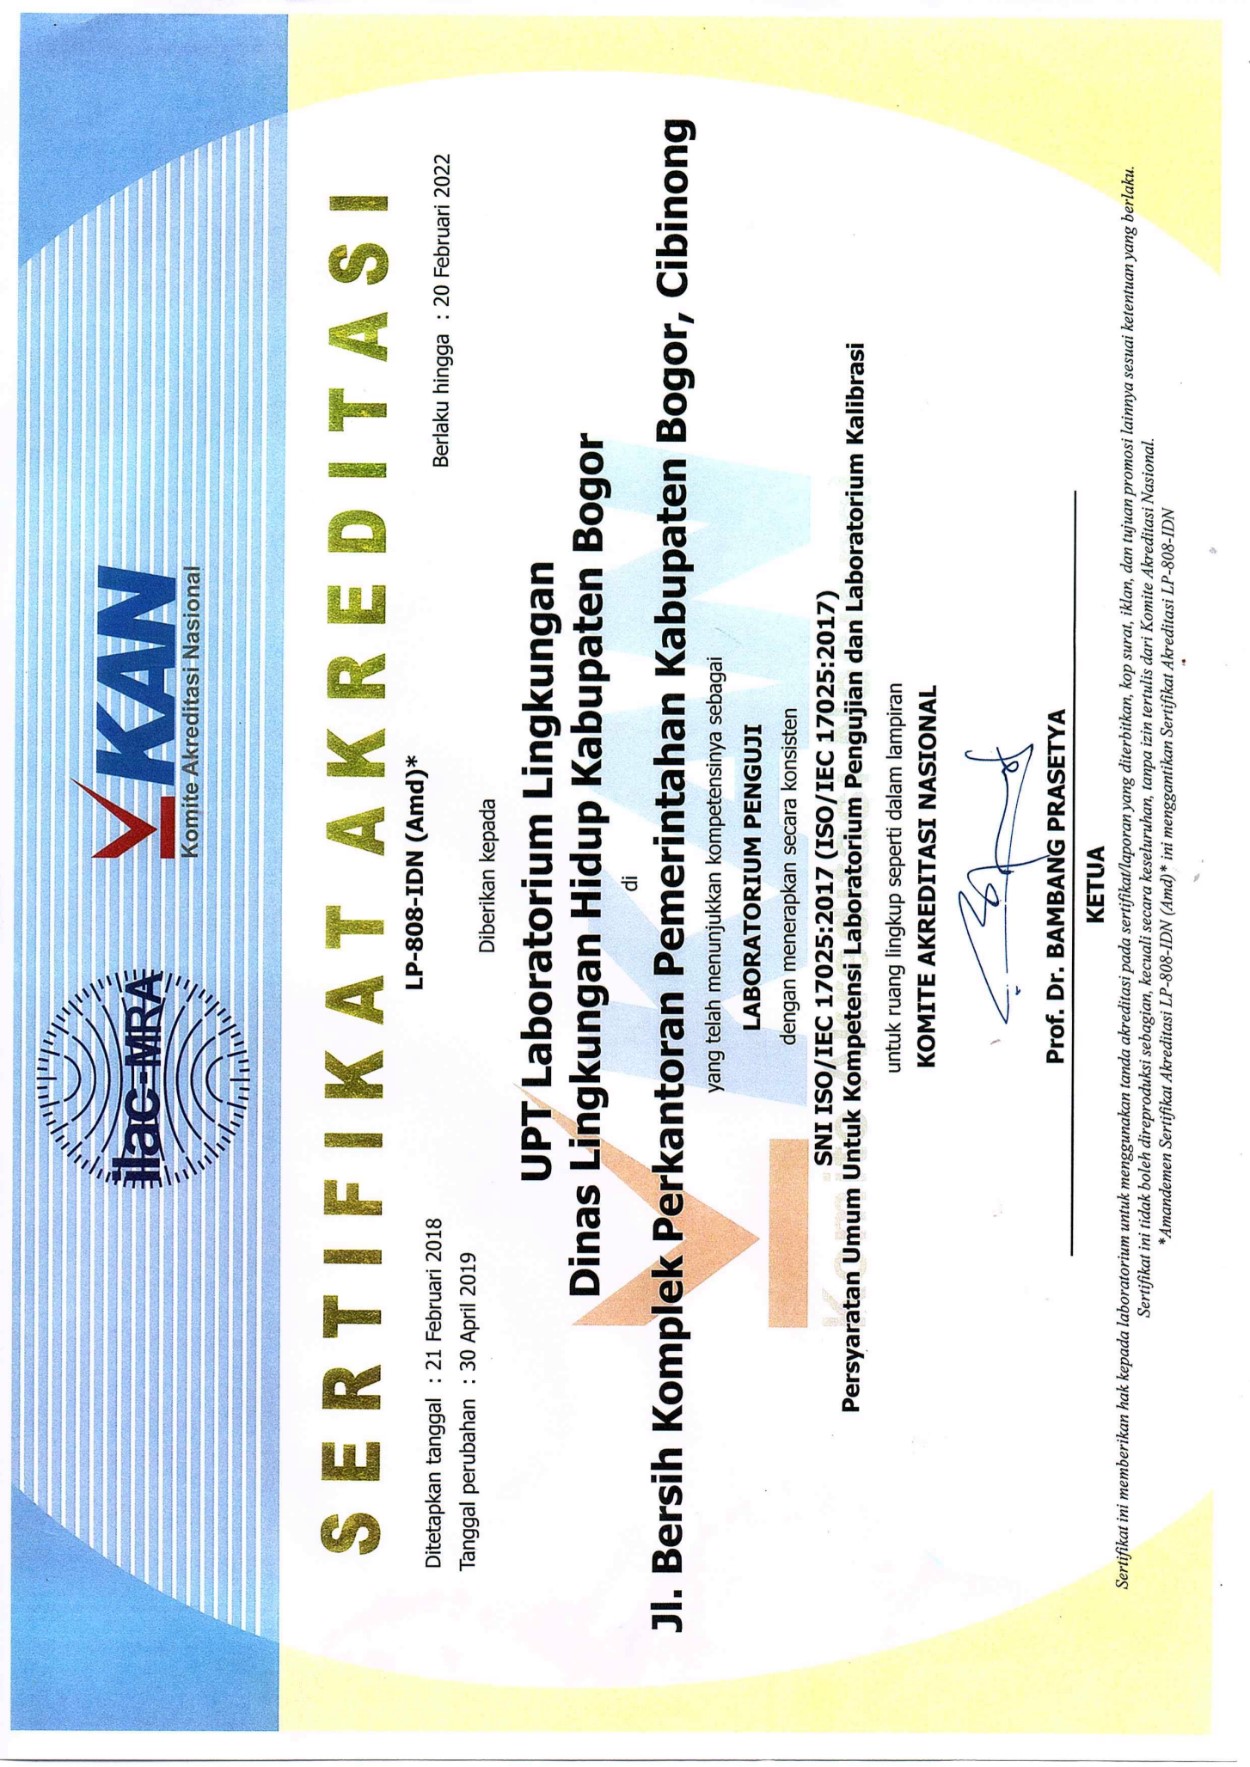 ilac-MRA
KAN
Komite Akreditasi Nasional
SERTIFIKAT AKREDITASI
LP-808-IDN (Amd)*
Ditetapkan tanggal : 21 Februari 2018
Tanggal perubahan : 30 April 2019
Berlaku hingga : 20 Februari 2022
Diberikan kepada
UPT Laboratorium Lingkungan
Dinas Lingkungan Hidup Kabupaten Bogor
di
Jl. Bersih Komplek Perkantoran Pemerintahan Kabupaten Bogor, Cibinong
yang telah menunjukkan kompetensinya sebagai
LABORATORIUM PENGUJI
dengan menerapkan secara konsisten
SNI ISO/IEC 17025:2017 (ISO/IEC 17025:2017)
Persyaratan Umum Untuk Kompetensi Laboratorium Pengujian dan Laboratorium Kalibrasi
untuk ruang lingkup seperti dalam lampiran
KOMITE AKREDITASI NASIONAL
Prof. Dr. BAMBANG PRASETYA
KETUA
Sertifikat ini memberikan hak kepada laboratorium untuk menggunakan tanda akreditasi pada sertifikat/laporan yang diterbitkan, kop surat, iklan, dan tujuan promosi lainnya sesuai ketentuan yang berlaku.
Sertifikat ini tidak boleh direproduksi sebagian, kecuali secara keseluruhan, tanpa izin tertulis dari Komite Akreditasi Nasional.
*Amandemen Sertifikat Akreditasi LP-808-IDN (Amd)* ini menggantikan Sertifikat Akreditasi LP-808-IDN
KAN
Komite Akreditasi Nasional